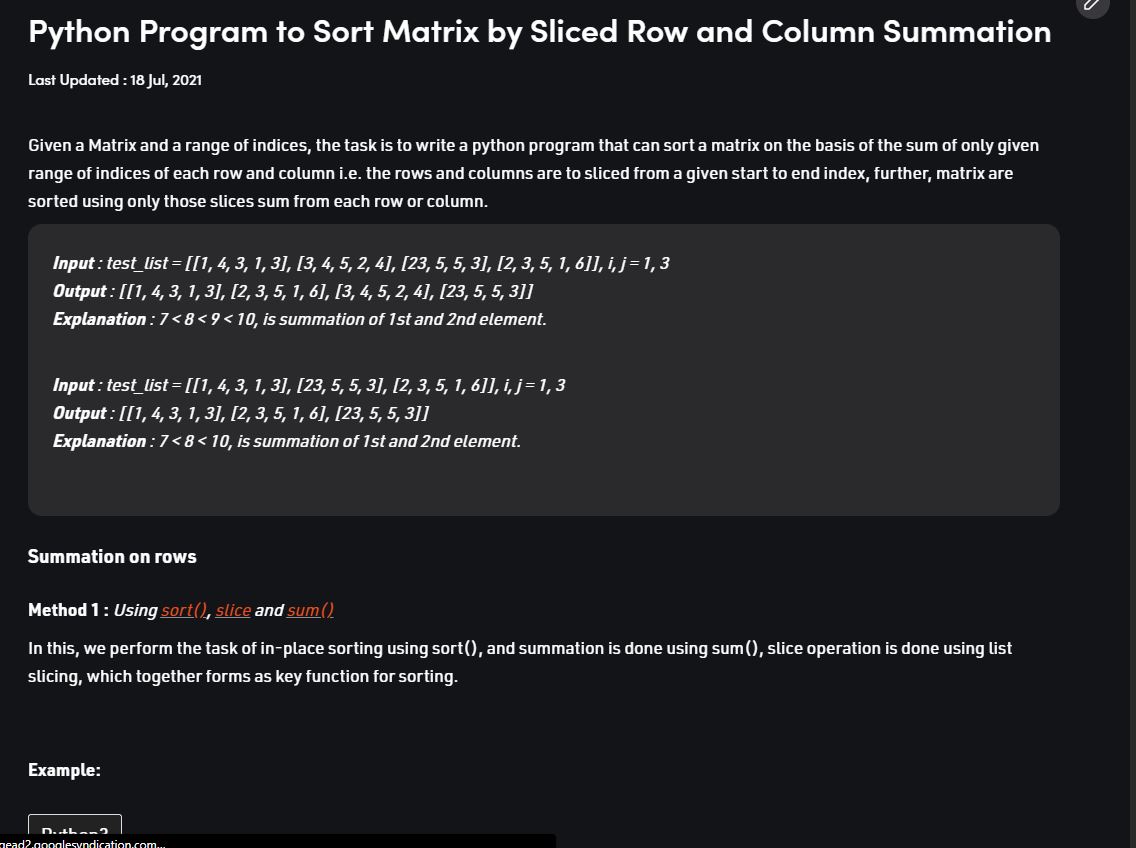 Python Program to Sort Matrix by Sliced Row and Column Summation
Last Updated : 18 Jul, 2021
Given a Matrix and a range of indices, the task is to write a python program that can sort a matrix on the basis of the sum of only given
range of indices of each row and column i.e. the rows and columns are to sliced from a given start to end index, further, matrix are
sorted using only those slices sum from each row or column.
Input : test_list = [[1, 4, 3, 1, 3], [3, 4, 5, 2, 4], [23, 5, 5, 3], [2, 3, 5, 1, 6]], i, j = 1, 3
Output : [[1, 4, 3, 1, 3], [2, 3, 5, 1, 6], [3, 4, 5, 2, 4], [23, 5, 5, 3]]
Explanation : 7 < 8 < 9 < 10, is summation of 1st and 2nd element.
Input : test_list = [[1, 4, 3, 1, 3], [23, 5, 5, 3], [2, 3, 5, 1, 6]], i, j = 1, 3
Output : [[1, 4, 3, 1, 3], [2, 3, 5, 1, 6], [23, 5, 5, 3]]
Explanation : 7 < 8 < 10, is summation of 1st and 2nd element.
Summation on rows
Method 1 : Using sort(), slice and sum()
In this, we perform the task of in-place sorting using sort(), and summation is done using sum(), slice operation is done using list
slicing, which together forms as key function for sorting.
Example:
Python3
gead2.googlesyndication.com...